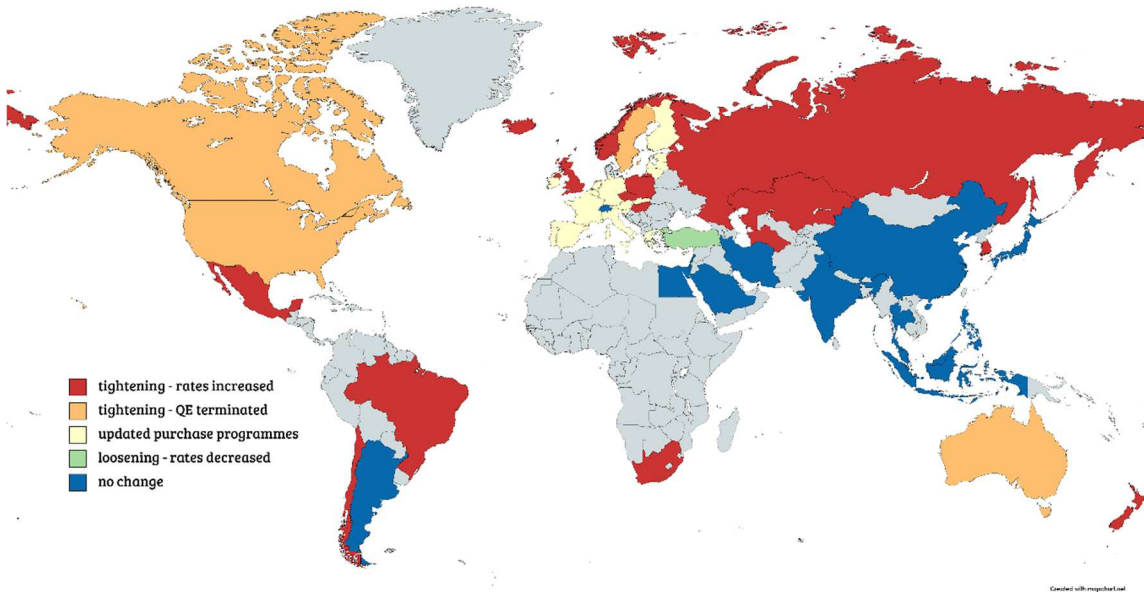 tightening - rates increased
tightening - QE terminated
updated purchase programmes
loosening - rates decreased
no change
Created with mapchart.net